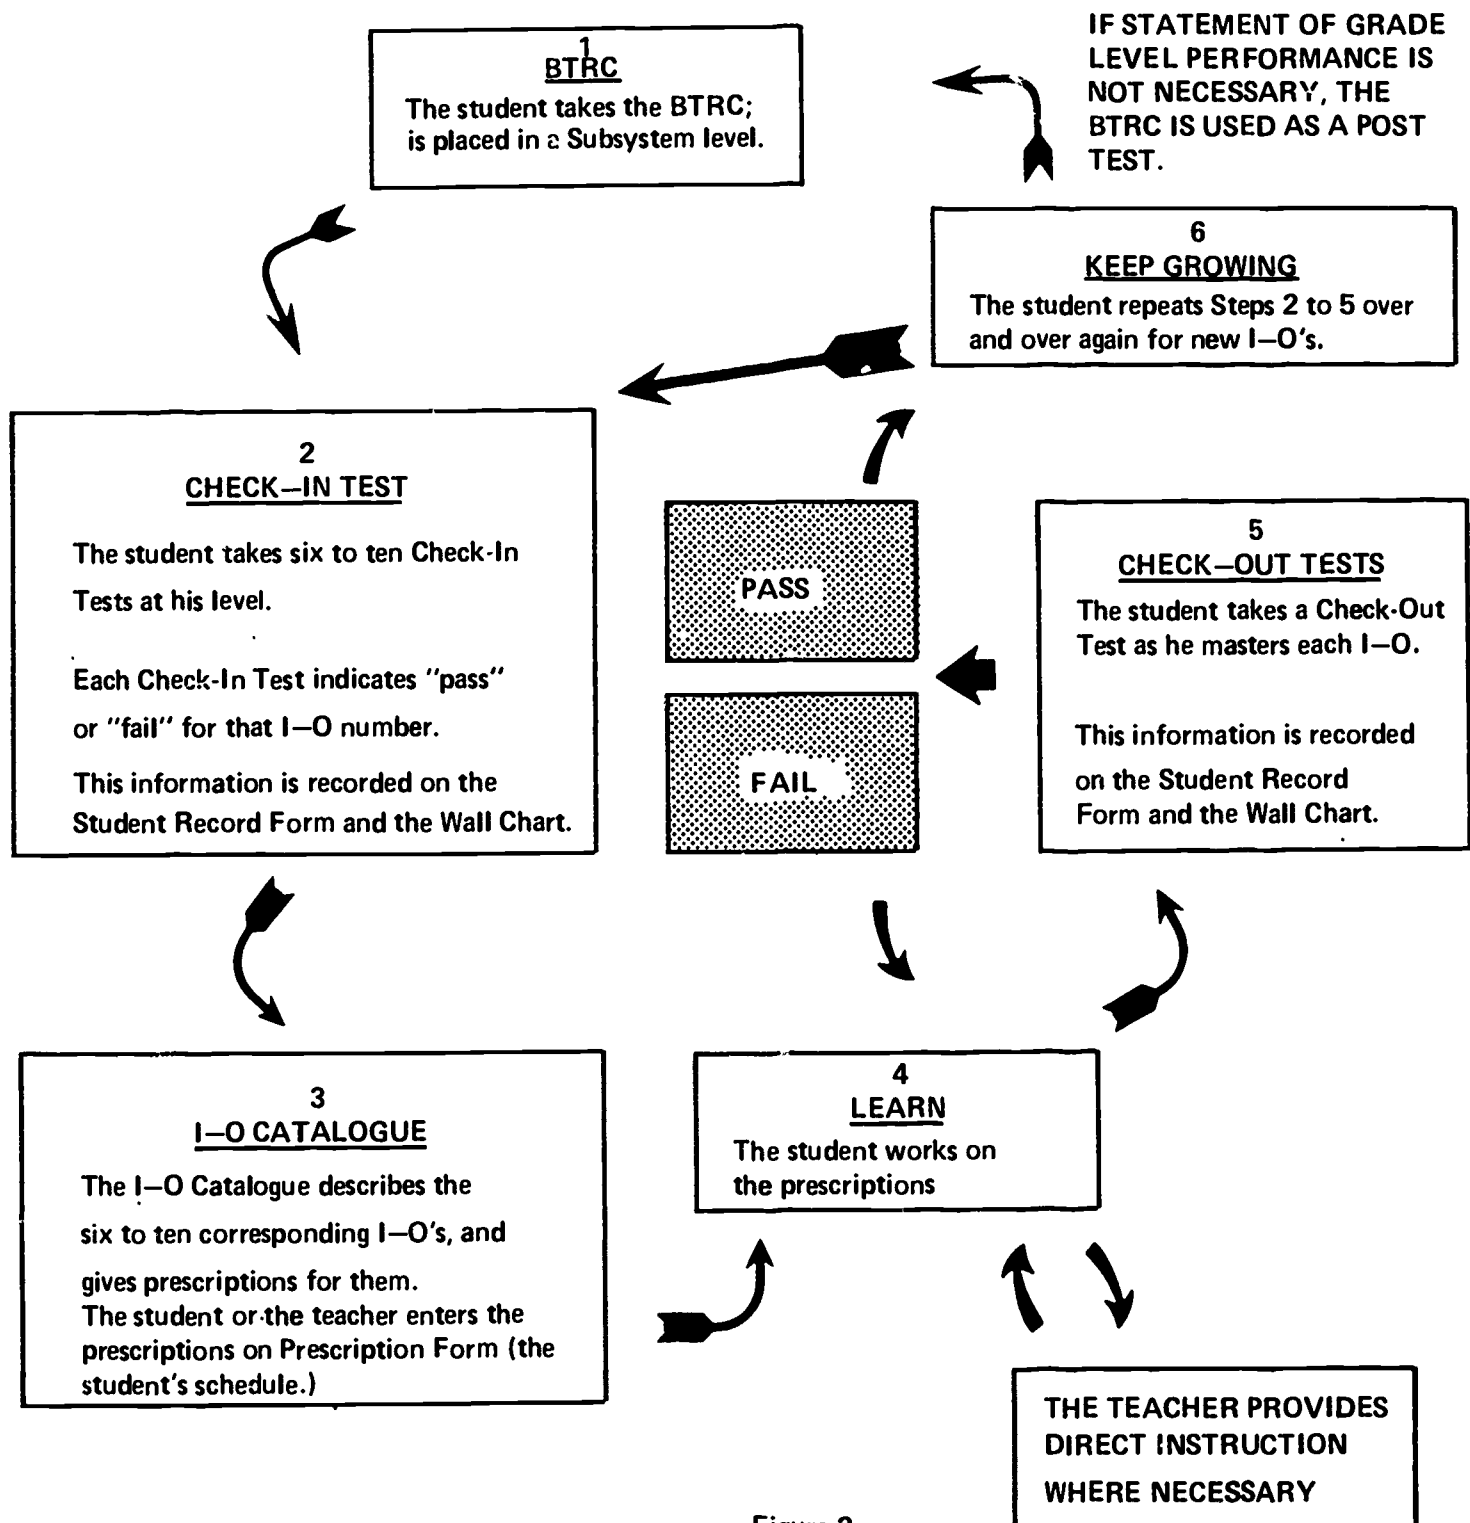 1
BTRC
The student takes the BTRC;
is placed in a Subsystem level.
IF STATEMENT OF GRADE
LEVEL PERFORMANCE IS
NOT NECESSARY, THE
BTRC IS USED AS A POST
TEST.
6
KEEP GROWING
The student repeats Steps 2 to 5 over
and over again for new I—O's.
2
CHECK—IN TEST
The student takes six to ten Check-In
Tests at his level.
Each Check-In Test indicates "pass"
or "fail" for that I—O number.
This information is recorded on the
Student Record Form and the Wall Chart.
PASS
FAIL
5
CHECK—OUT TESTS
The student takes a Check-Out
Test as he masters each I—O.
This information is recorded
on the Student Record
Form and the Wall Chart.
3
I—O CATALOGUE
The I—O Catalogue describes the
six to ten corresponding I—O's, and
gives prescriptions for them.
The student or the teacher enters the
prescriptions on Prescription Form (the
student's schedule.)
4
LEARN
The student works on
the prescriptions
THE TEACHER PROVIDES
DIRECT INSTRUCTION
WHERE NECESSARY
Figure